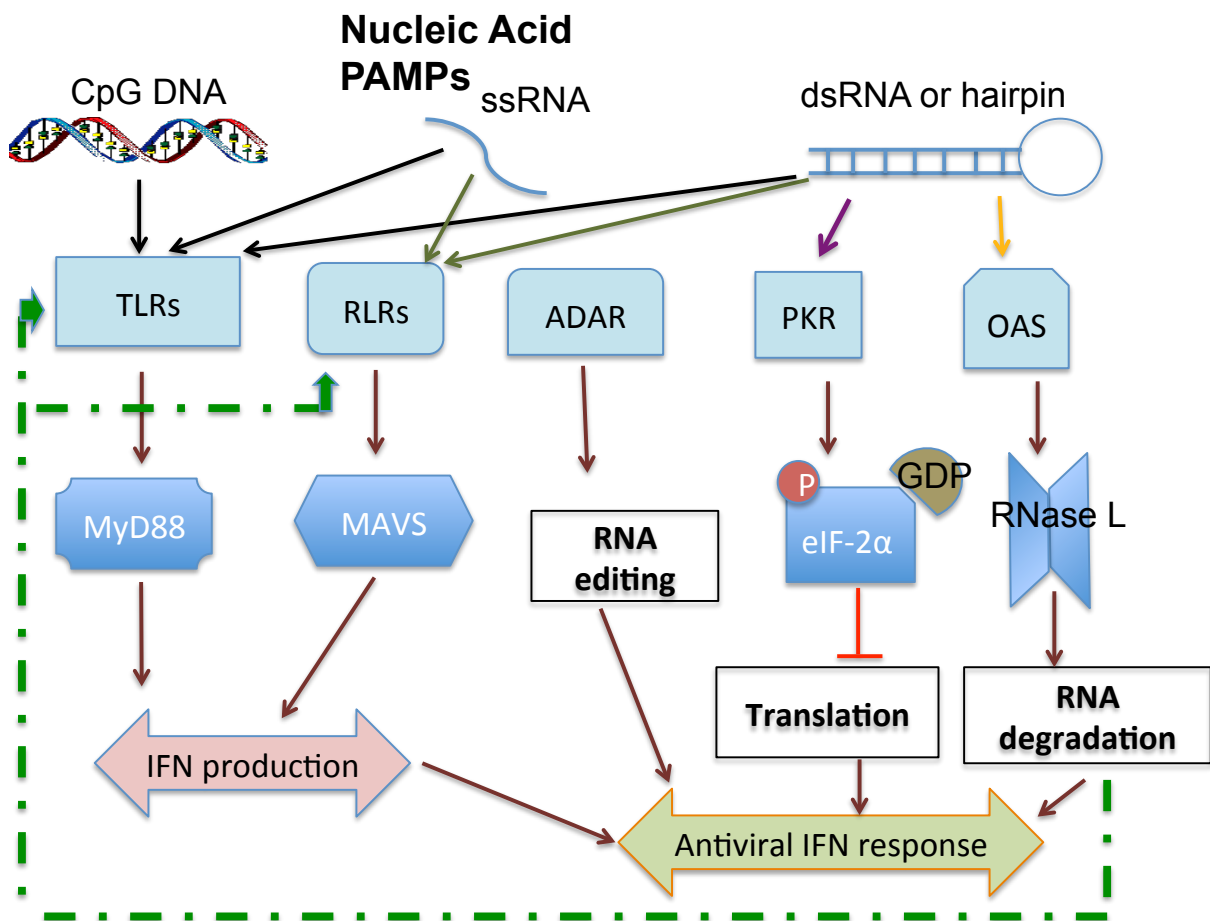 Nucleic Acid
PAMPs
CpG DNA
ssRNA
dsRNA or hairpin
TLRs
RLRs
ADAR
PKR
OAS
MyD88
MAVS
RNA
editing
P
GDP
eIF-2α
RNase L
Translation
RNA
degradation
IFN production
Antiviral IFN response